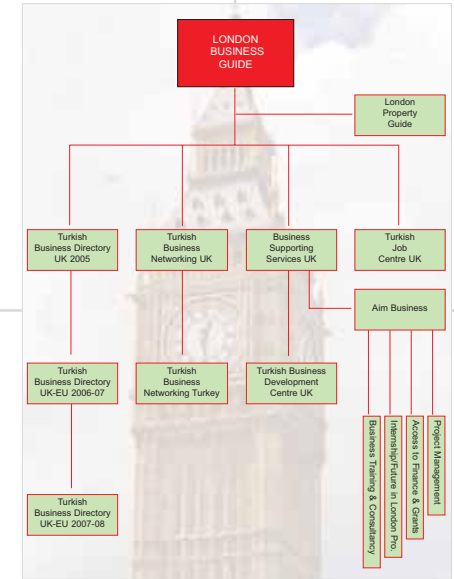 LONDON
BUSINESS
GUIDE
London
Property
Guide
Turkish
Business Directory
UK 2005
Turkish
Business
Networking UK
Business
Supporting
Services UK
Turkish
Job
Centre UK
Aim Business
Turkish
Business Directory
UK-EU 2006-07
Turkish
Business
Networking Turkey
Turkish Business
Development
Centre UK
Business Training & Consultancy
Internship/Future in London Pro.
Access to Finance & Grants
Project Management
Turkish
Business Directory
UK-EU 2007-08